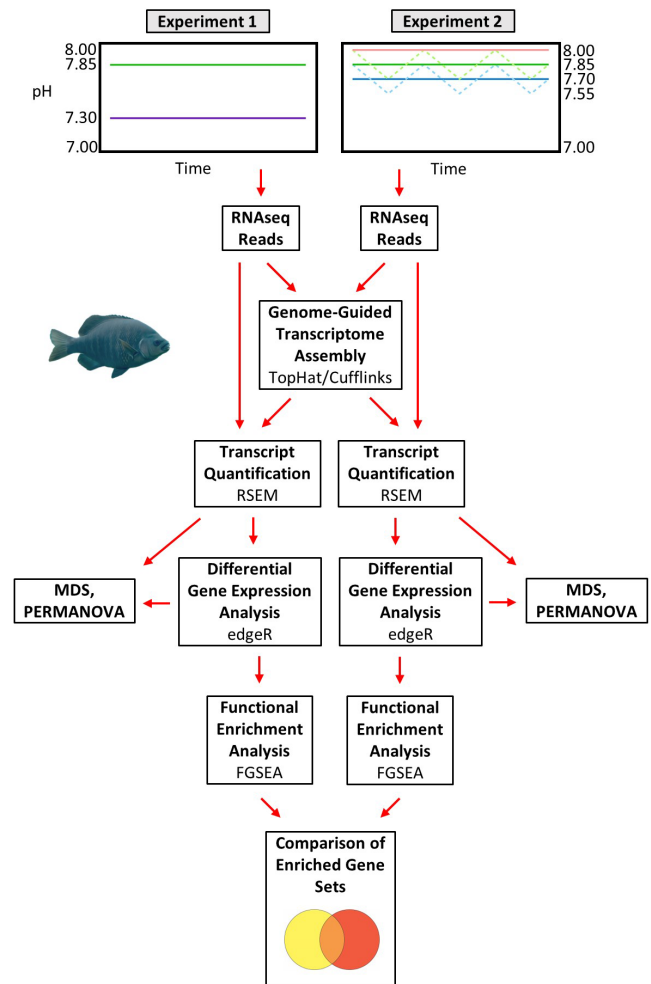 Experiment 1
Experiment 2
8.00
7.85
pH
7.30
7.00
Time
8.00
7.85
7.70
7.55
7.00
Time
RNAseq
Reads
RNAseq
Reads
Genome-Guided
Transcriptome
Assembly
TopHat/Cufflinks
Transcript
Quantification
RSEM
Transcript
Quantification
RSEM
MDS,
PERMANOVA
Differential
Gene Expression
Analysis
edgeR
Differential
Gene Expression
Analysis
edgeR
MDS,
PERMANOVA
Functional
Enrichment
Analysis
FGSEA
Functional
Enrichment
Analysis
FGSEA
Comparison of
Enriched Gene
Sets